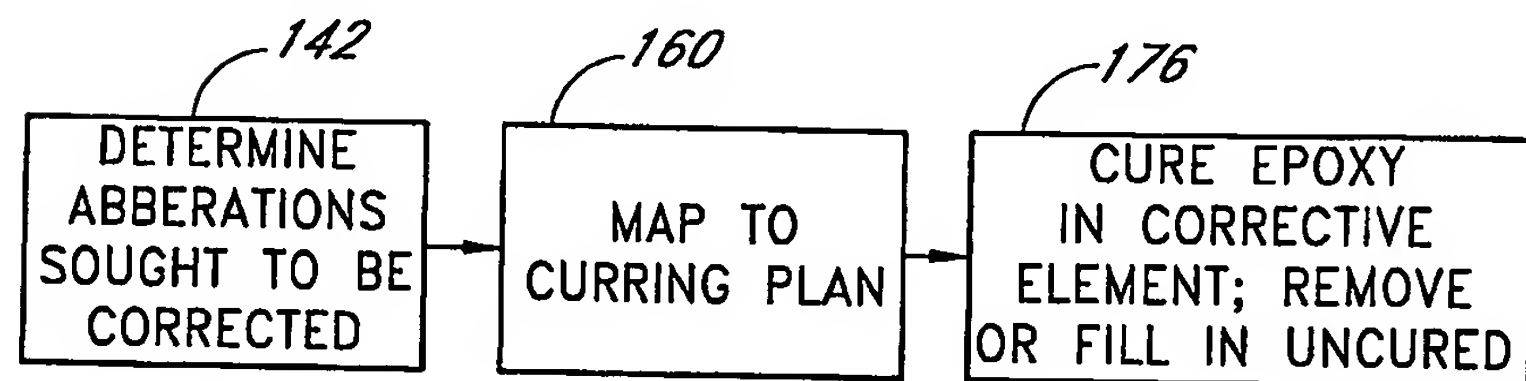 142
160
176
DETERMINE
ABBERATIONS
SOUGHT TO BE
CORRECTED
MAP TO
CURRING PLAN
CURE EPOXY
IN CORRECTIVE
ELEMENT; REMOVE
OR FILL IN UNCURED